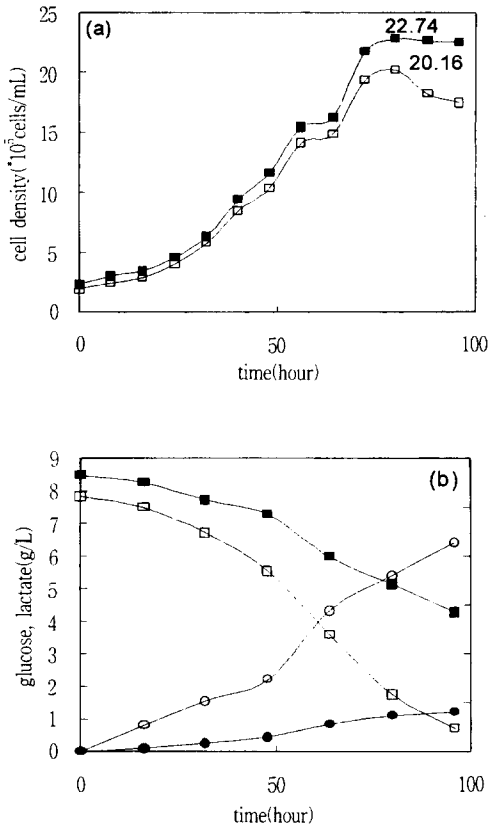 (a)
22.74
20.16
25
20
15
10
5
0
cell density(*10⁵cells/mL)
0 50 100
time(hour)
(b)
9
8
7
6
5
4
3
2
1
0
glucose, lactate(g/L)
0 50 100
time(hour)